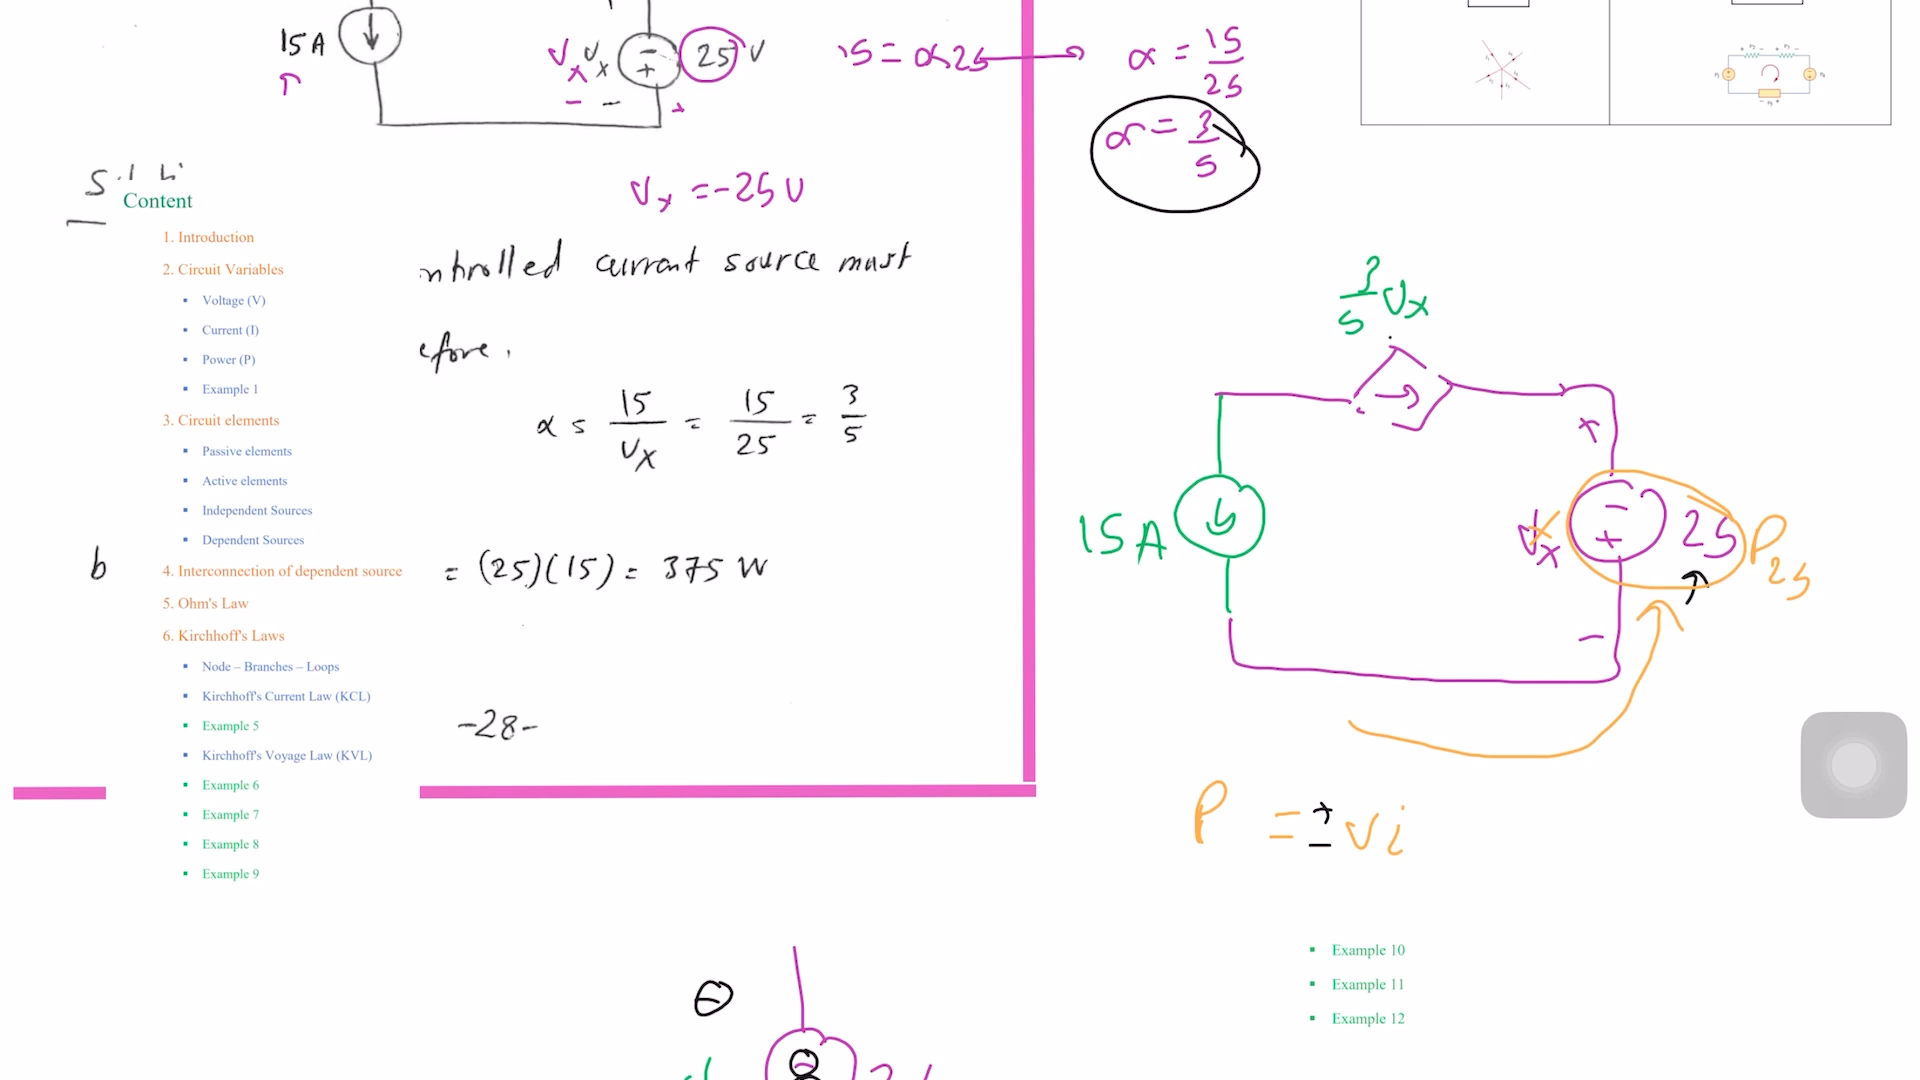 15A
Vx Vx
- +
25 V
- -
+
15 = α25
α = 15/25
α = 3/5
Content
Vx = -25V
1. Introduction
2. Circuit Variables
▪ Voltage (V)
▪ Current (I)
▪ Power (P)
▪ Example 1
3. Circuit elements
▪ Passive elements
▪ Active elements
▪ Independent Sources
▪ Dependent Sources
4. Interconnection of dependent source
5. Ohm's Law
6. Kirchhoff's Laws
▪ Node – Branches – Loops
▪ Kirchhoff's Current Law (KCL)
▪ Example 5
▪ Kirchhoff's Voyage Law (KVL)
▪ Example 6
▪ Example 7
▪ Example 8
▪ Example 9
ntrolled current source must
efore.
α = 15/Vx = 15/25 = 3/5
b
= (25)(15) = 375 W
-28-
3/5 Vx
+
15A
Vx
- +
25
P25
-
P = ± vi
▪ Example 10
▪ Example 11
▪ Example 12